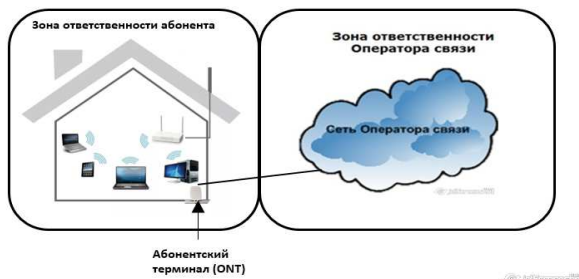 Зона ответственности абонента
Зона ответственности
Оператора связи
Сеть Оператора связи
Абонентский
терминал (ONT)